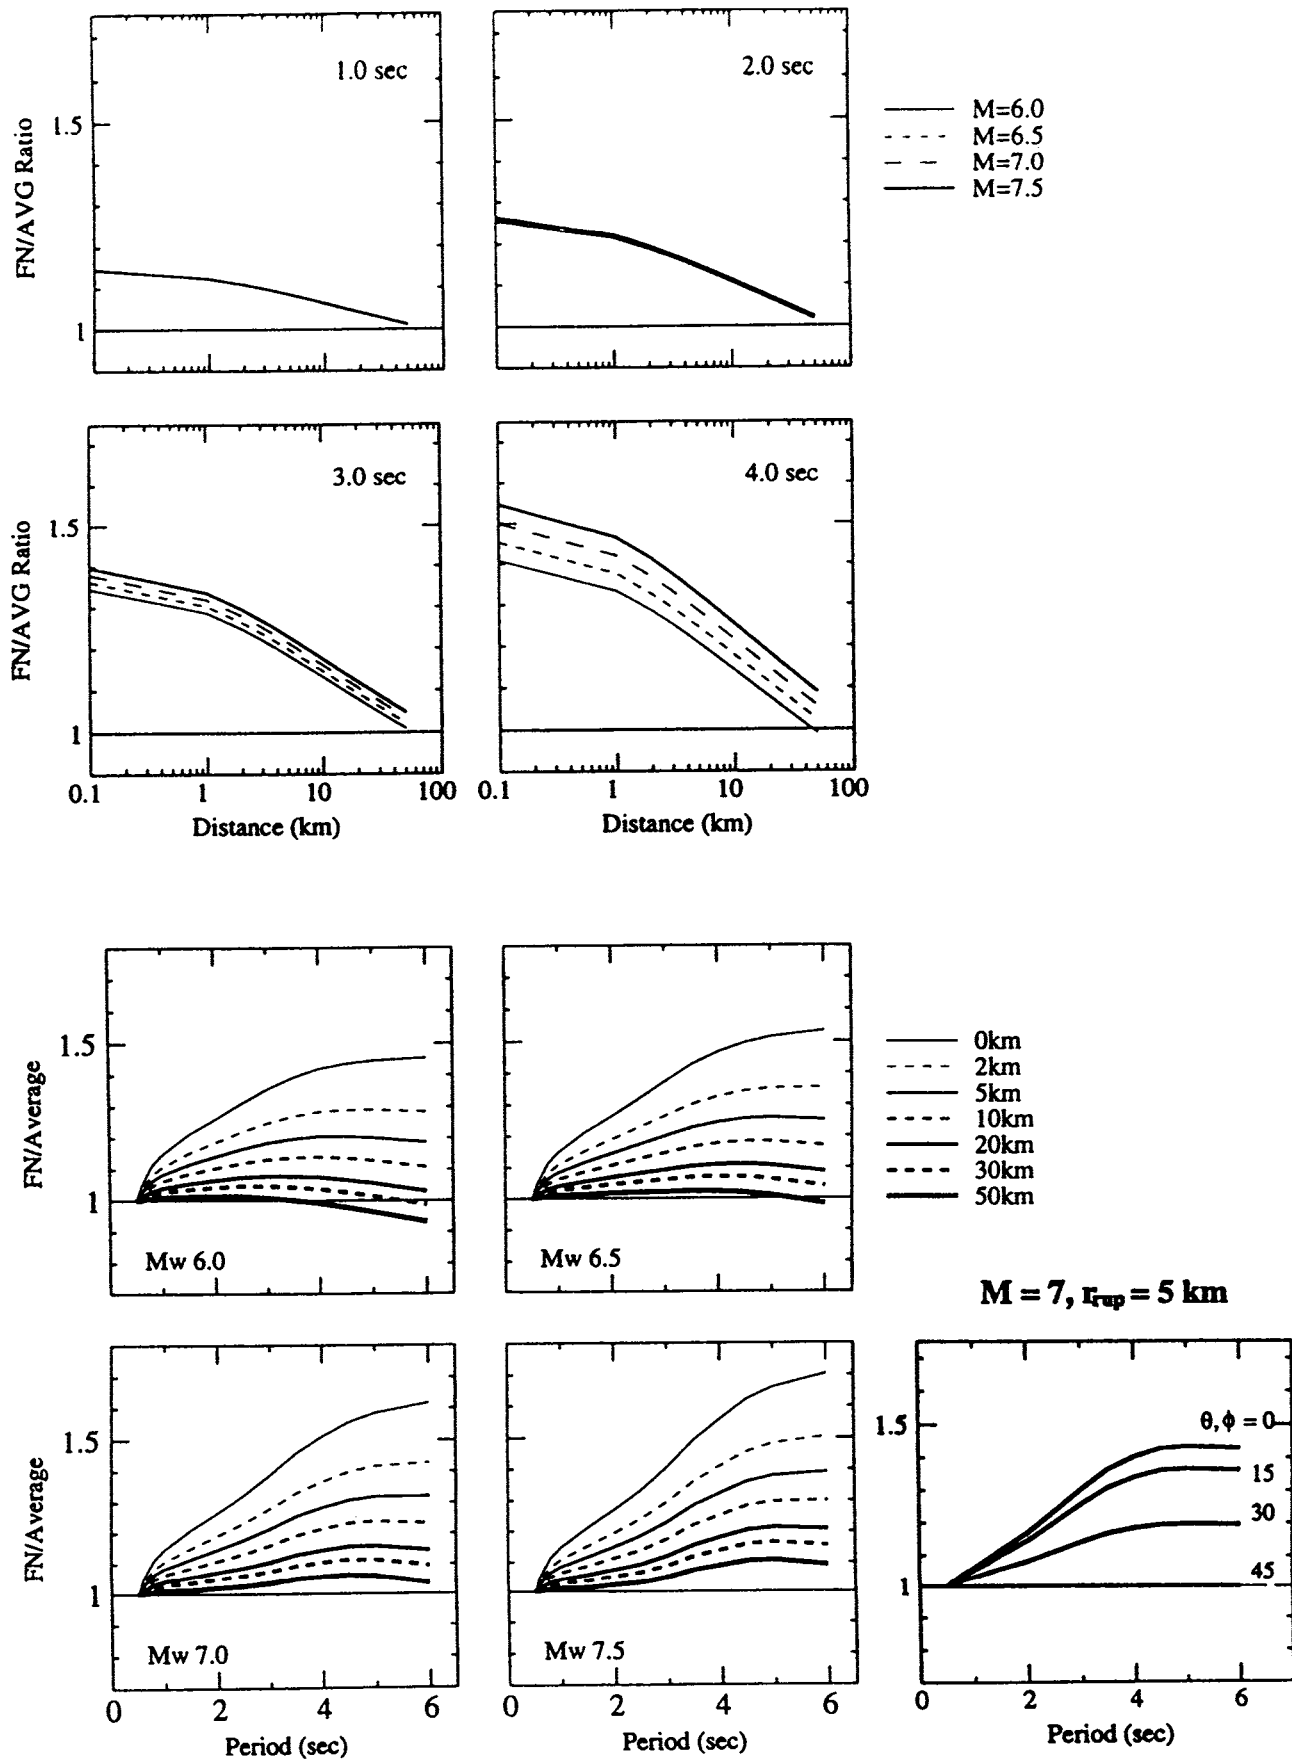 1.0 sec
2.0 sec
M=6.0
M=6.5
M=7.0
M=7.5
FN/AVG Ratio
1.5
1
3.0 sec
4.0 sec
FN/AVG Ratio
1.5
1
0.1 1 10 100
0.1 1 10 100
Distance (km)
Distance (km)
FN/Average
1.5
1
Mw 6.0
Mw 6.5
0km
2km
5km
10km
20km
30km
50km
M = 7, rrup = 5 km
FN/Average
1.5
1
Mw 7.0
Mw 7.5
1.5
1
θ, ϕ = 0
15
30
45
0 2 4 6
0 2 4 6
0 2 4 6
Period (sec)
Period (sec)
Period (sec)